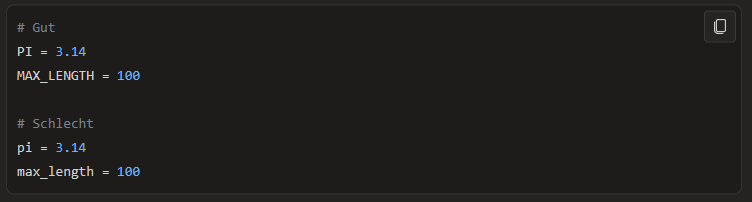 # Gut
PI = 3.14
MAX_LENGTH = 100
# Schlecht
pi = 3.14
max_length = 100